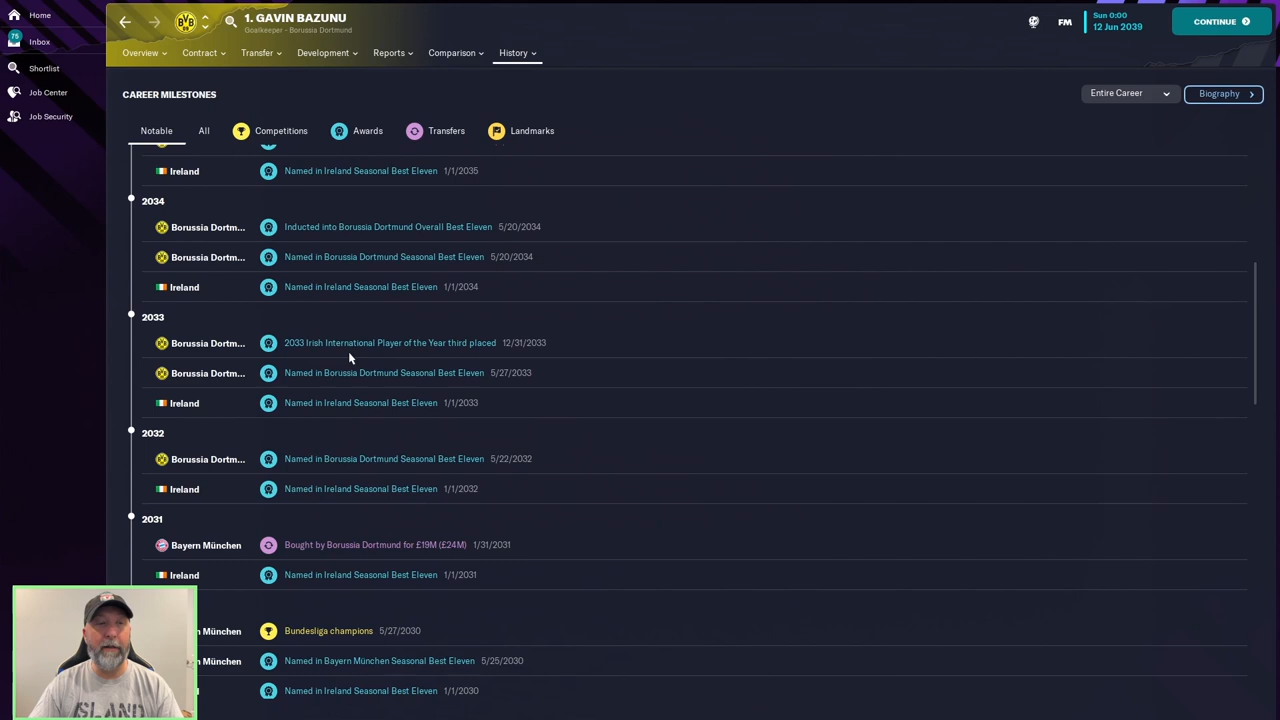 Home
75
Inbox
Shortlist
Job Center
Job Security
BVB
1. GAVIN BAZUNU
Goalkeeper - Borussia Dortmund
FM
Sun 0:00
12 Jun 2039
CONTINUE
Overview Contract Transfer Development Reports Comparison History
CAREER MILESTONES
Entire Career
Biography
Notable All Competitions Awards Transfers Landmarks
Ireland Named in Ireland Seasonal Best Eleven 1/1/2035
2034
Borussia Dortm... Inducted into Borussia Dortmund Overall Best Eleven 5/20/2034
Borussia Dortm... Named in Borussia Dortmund Seasonal Best Eleven 5/20/2034
Ireland Named in Ireland Seasonal Best Eleven 1/1/2034
2033
Borussia Dortm... 2033 Irish International Player of the Year third placed 12/31/2033
Borussia Dortm... Named in Borussia Dortmund Seasonal Best Eleven 5/27/2033
Ireland Named in Ireland Seasonal Best Eleven 1/1/2033
2032
Borussia Dortm... Named in Borussia Dortmund Seasonal Best Eleven 5/22/2032
Ireland Named in Ireland Seasonal Best Eleven 1/1/2032
2031
Bayern München Bought by Borussia Dortmund for £19M (£24M) 1/31/2031
Ireland Named in Ireland Seasonal Best Eleven 1/1/2031
München Bundesliga champions 5/27/2030
München Named in Bayern München Seasonal Best Eleven 5/25/2030
Named in Ireland Seasonal Best Eleven 1/1/2030
ISLAND